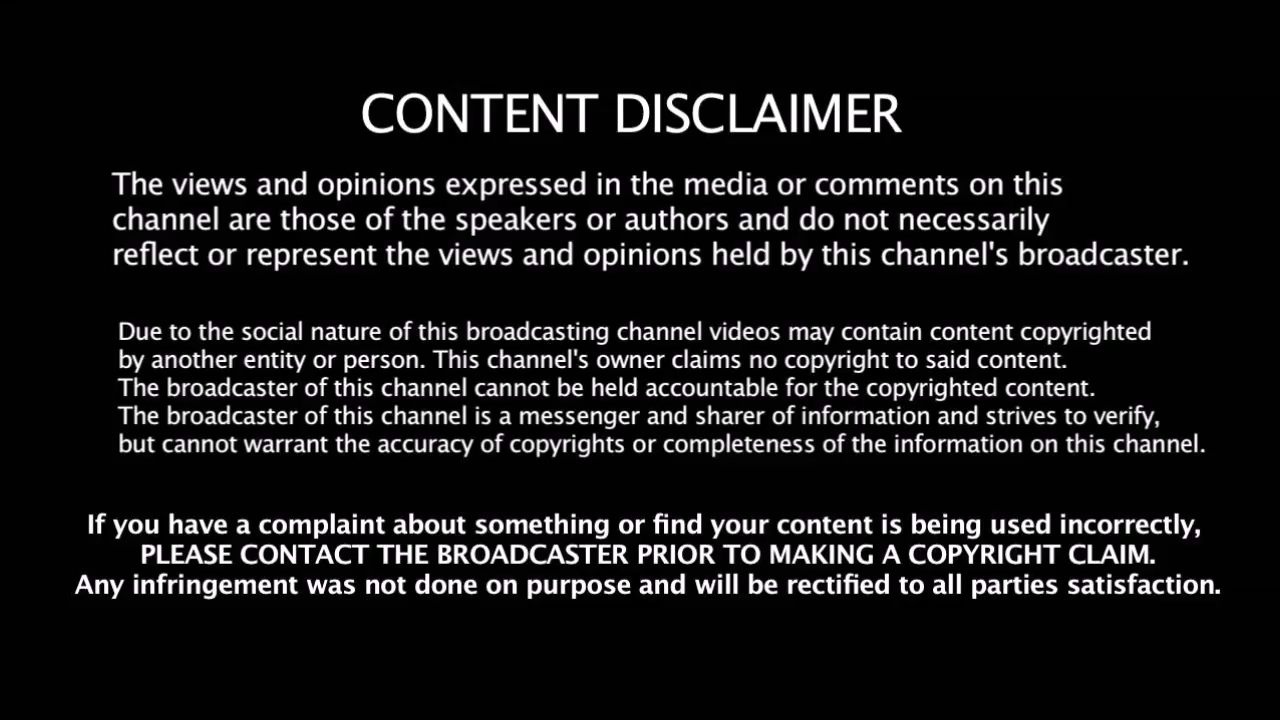 CONTENT DISCLAIMER
The views and opinions expressed in the media or comments on this
channel are those of the speakers or authors and do not necessarily
reflect or represent the views and opinions held by this channel's broadcaster.
Due to the social nature of this broadcasting channel videos may contain content copyrighted
by another entity or person. This channel's owner claims no copyright to said content.
The broadcaster of this channel cannot be held accountable for the copyrighted content.
The broadcaster of this channel is a messenger and sharer of information and strives to verify,
but cannot warrant the accuracy of copyrights or completeness of the information on this channel.
If you have a complaint about something or find your content is being used incorrectly,
PLEASE CONTACT THE BROADCASTER PRIOR TO MAKING A COPYRIGHT CLAIM.
Any infringement was not done on purpose and will be rectified to all parties satisfaction.